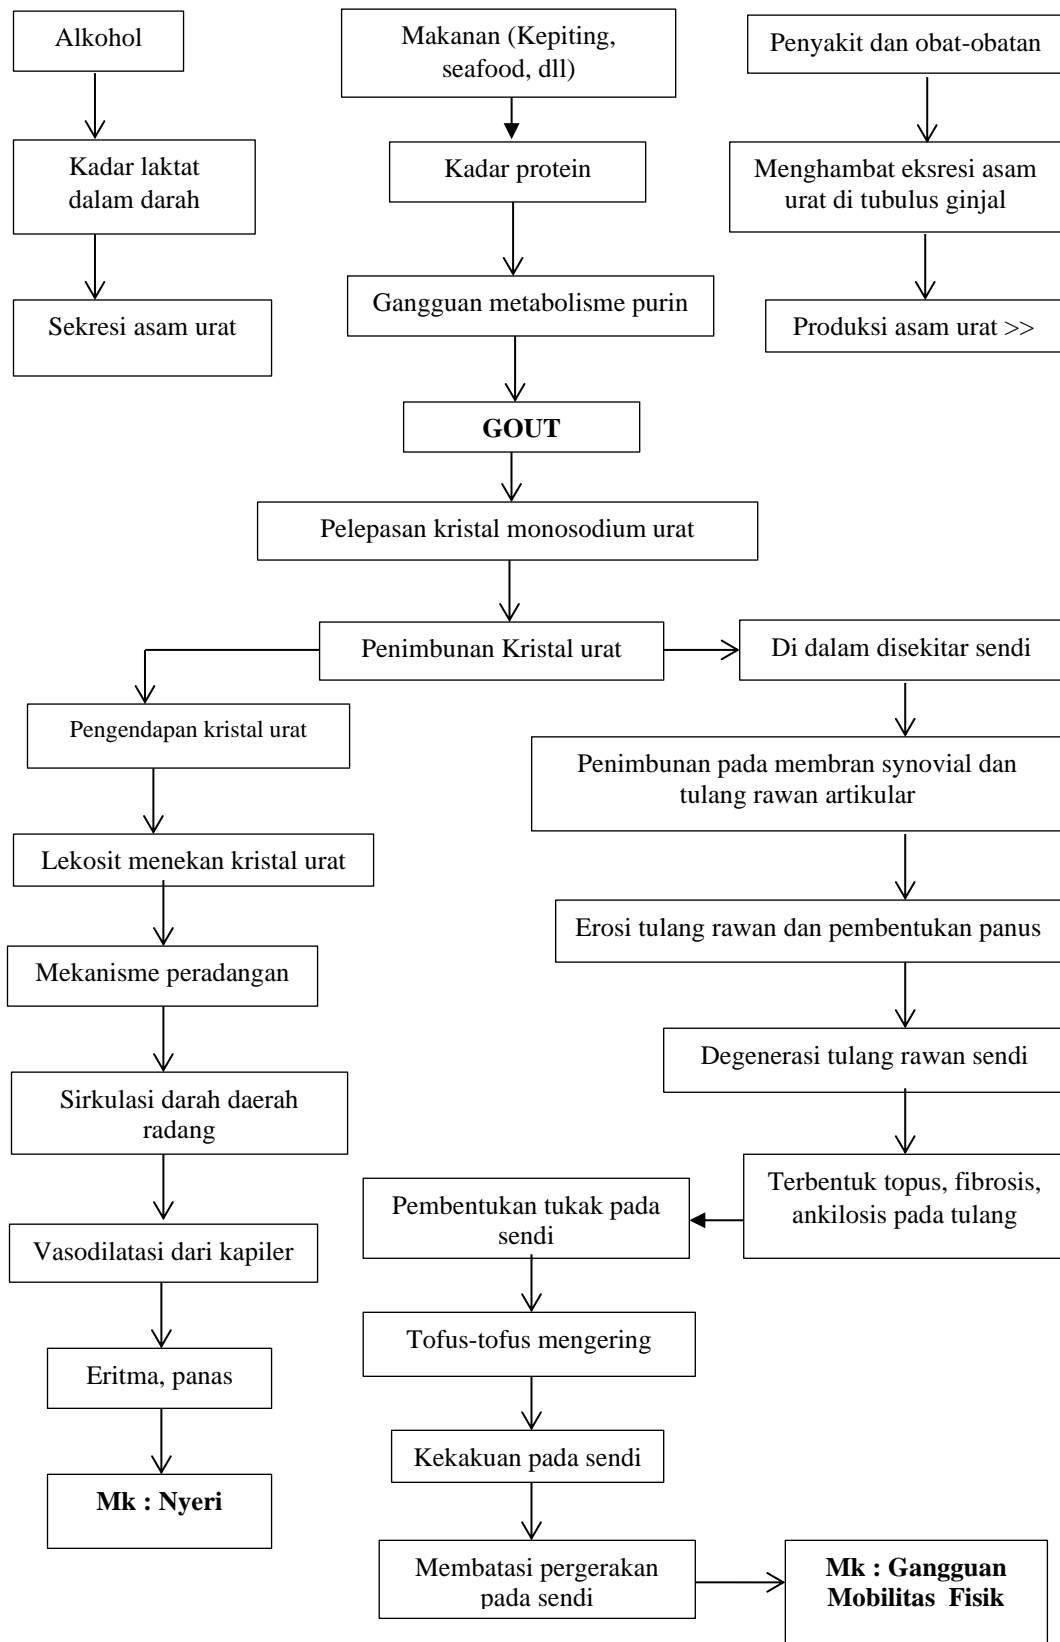 Alkohol
Makanan (Kepiting,
seafood, dll)
Penyakit dan obat-obatan
Kadar laktat
dalam darah
Kadar protein
Menghambat eksresi asam
urat di tubulus ginjal
Sekresi asam urat
Gangguan metabolisme purin
Produksi asam urat >>
GOUT
Pelepasan kristal monosodium urat
Penimbunan Kristal urat
Di dalam disekitar sendi
Pengendapan kristal urat
Penimbunan pada membran synovial dan
tulang rawan artikular
Lekosit menekan kristal urat
Erosi tulang rawan dan pembentukan panus
Mekanisme peradangan
Degenerasi tulang rawan sendi
Sirkulasi darah daerah
radang
Terbentuk topus, fibrosis,
ankilosis pada tulang
Pembentukan tukak pada
sendi
Vasodilatasi dari kapiler
Tofus-tofus mengering
Eritma, panas
Kekakuan pada sendi
Mk : Nyeri
Membatasi pergerakan
pada sendi
Mk : Gangguan
Mobilitas Fisik